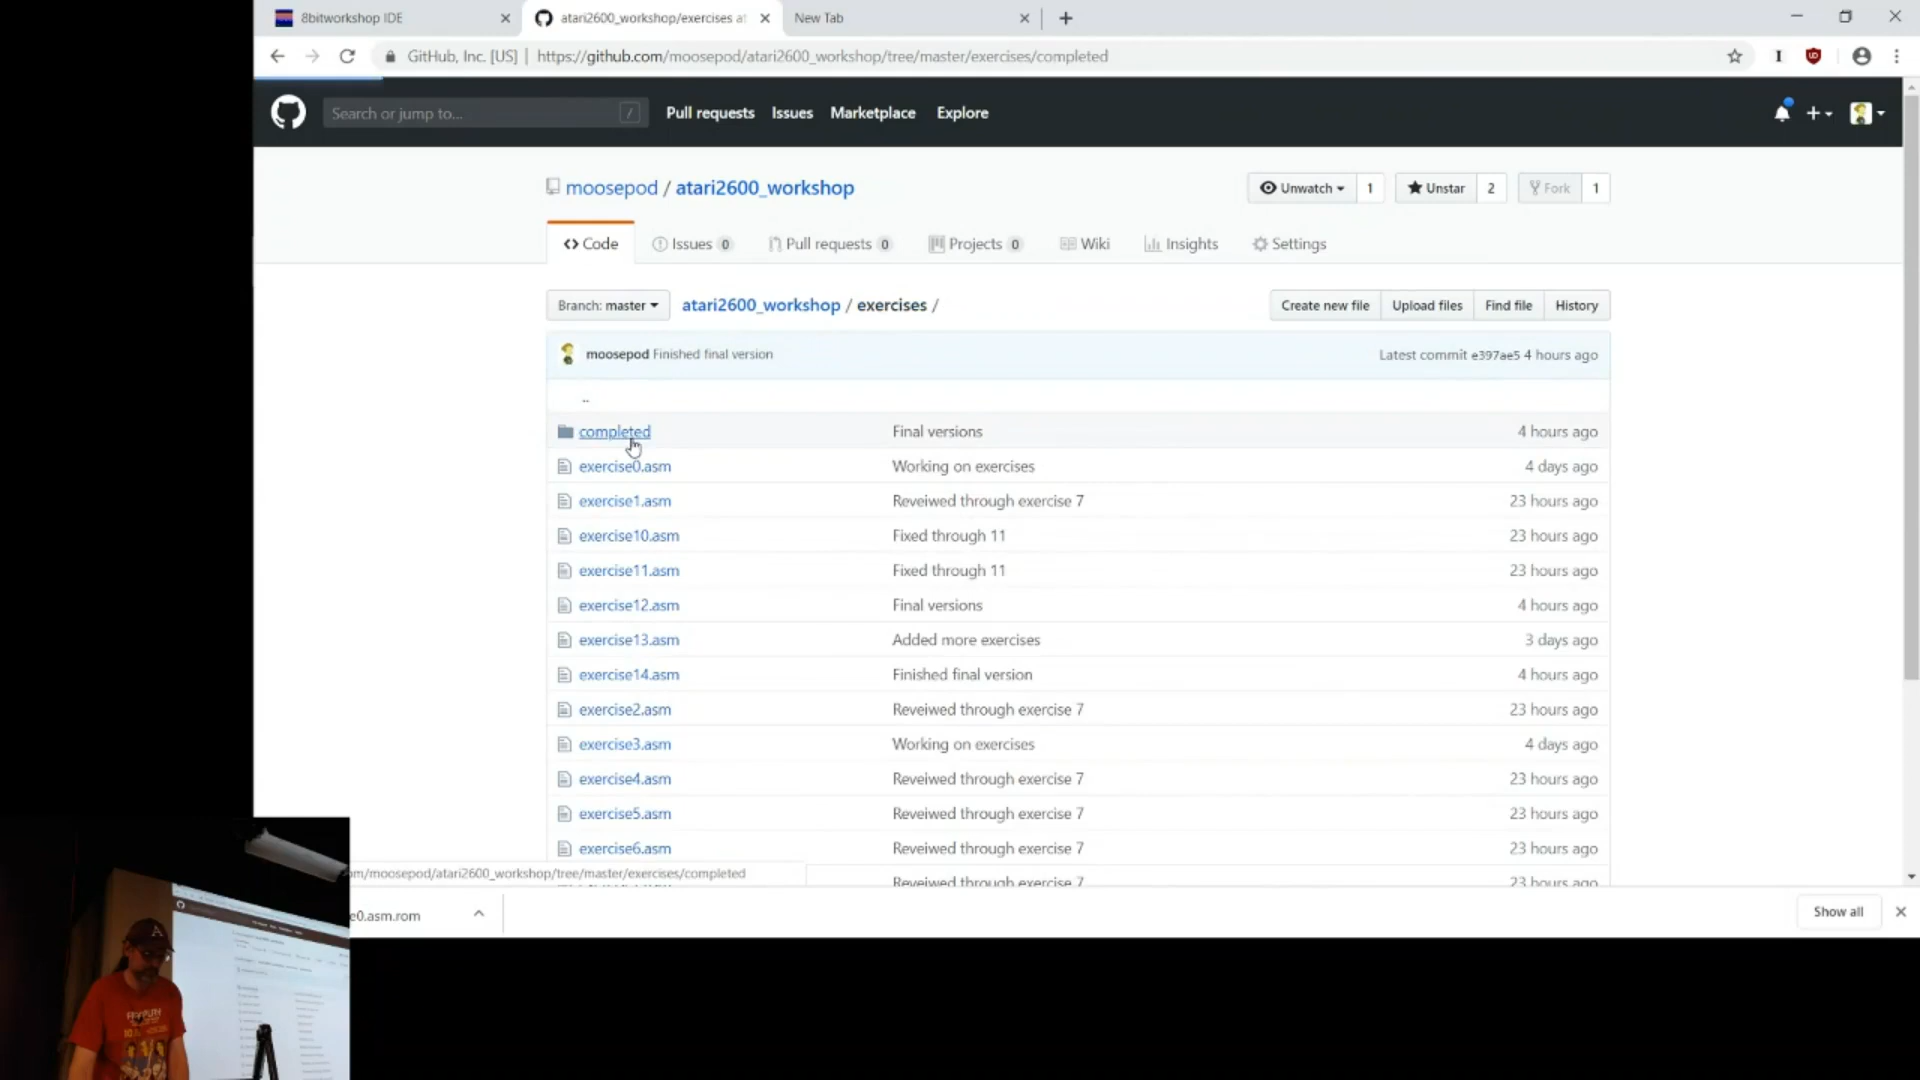 8bitworkshop IDE
atari2600_workshop/exercises at
New Tab
GitHub, Inc. [US] | https://github.com/moosepod/atari2600_workshop/tree/master/exercises/completed
Search or jump to... /
Pull requests Issues Marketplace Explore
moosepod / atari2600_workshop
Unwatch 1 Unstar 2 Fork 1
Code Issues 0 Pull requests 0 Projects 0 Wiki Insights Settings
Branch: master atari2600_workshop / exercises / Create new file Upload files Find file History
moosepod Finished final version Latest commit e397ae5 4 hours ago
..
completed Final versions 4 hours ago
exercise0.asm Working on exercises 4 days ago
exercise1.asm Reveiwed through exercise 7 23 hours ago
exercise10.asm Fixed through 11 23 hours ago
exercise11.asm Fixed through 11 23 hours ago
exercise12.asm Final versions 4 hours ago
exercise13.asm Added more exercises 3 days ago
exercise14.asm Finished final version 4 hours ago
exercise2.asm Reveiwed through exercise 7 23 hours ago
exercise3.asm Working on exercises 4 days ago
exercise4.asm Reveiwed through exercise 7 23 hours ago
exercise5.asm Reveiwed through exercise 7 23 hours ago
exercise6.asm Reveiwed through exercise 7 23 hours ago
om/moosepod/atari2600_workshop/tree/master/exercises/completed Reveiwed through exercise 7 23 hours ago
e0.asm.rom Show all
A